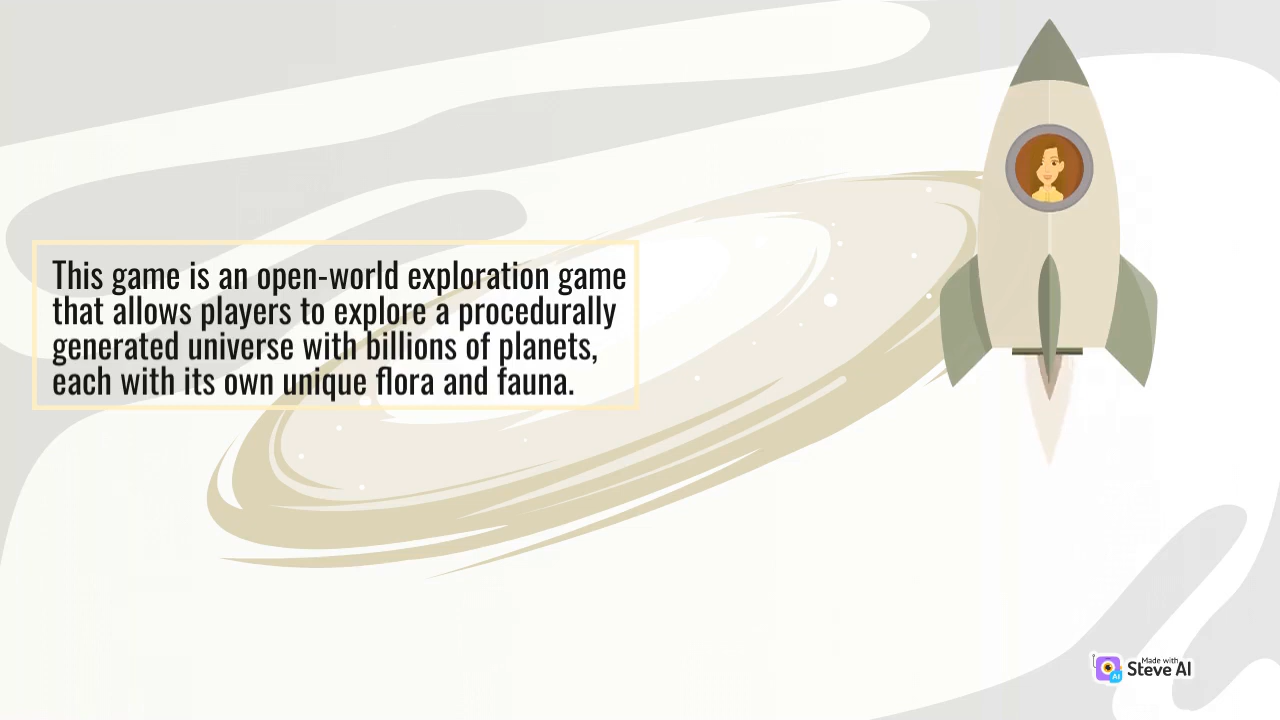 This game is an open-world exploration game
that allows players to explore a procedurally
generated universe with billions of planets,
each with its own unique flora and fauna.
Made with
Steve AI
AI